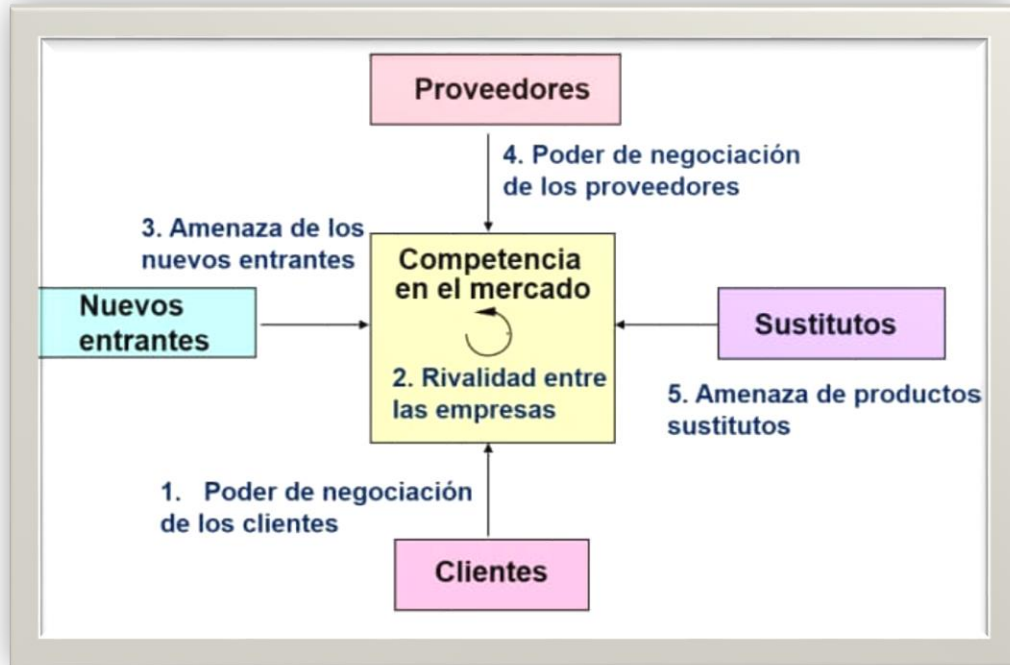 Proveedores
4. Poder de negociación
de los proveedores
3. Amenaza de los
nuevos entrantes
Competencia
en el mercado
Nuevos
entrantes
Sustitutos
2. Rivalidad entre
las empresas
5. Amenaza de productos
sustitutos
1. Poder de negociación
de los clientes
Clientes